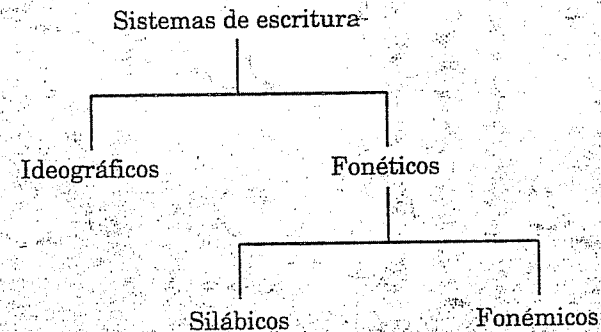 Sistemas de escritura
Ideográficos Fonéticos
Silábicos Fonémicos